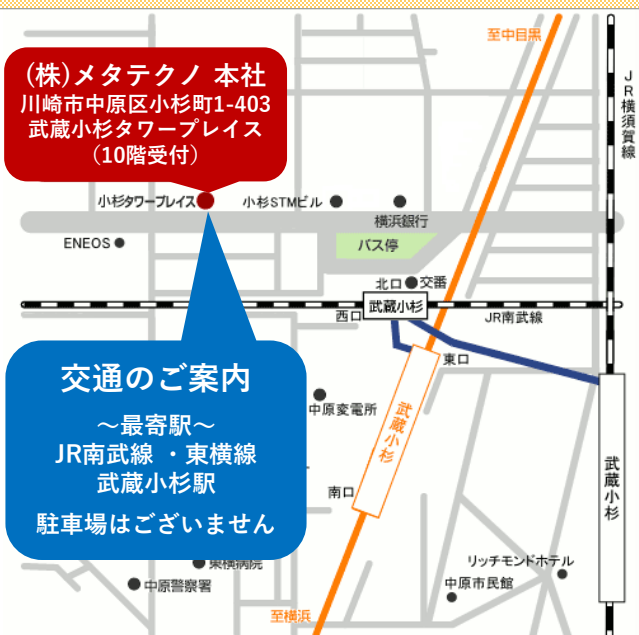 至中目黒
JR横須賀線
(株)メタテクノ 本社
川崎市中原区小杉町1-403
武蔵小杉タワープレイス
(10階受付)
小杉タワープレイス
小杉STMビル
横浜銀行
ENEOS
バス停
北口
交番
武蔵小杉
西口
JR南武線
東口
交通のご案内
～最寄駅～
JR南武線 ・東横線
武蔵小杉駅
駐車場はございません
中原変電所
武蔵小杉
武蔵小杉
南口
東横病院
中原警察署
リッチモンドホテル
中原市民館
至横浜